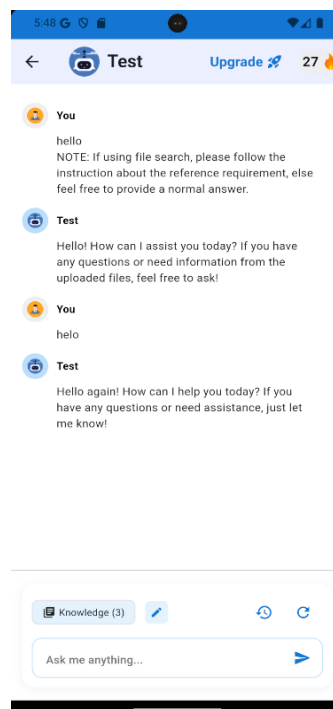 5:48
Test
Upgrade 27
You
hello
NOTE: If using file search, please follow the
instruction about the reference requirement, else
feel free to provide a normal answer.
Test
Hello! How can I assist you today? If you have
any questions or need information from the
uploaded files, feel free to ask!
You
helo
Test
Hello again! How can I help you today? If you
have any questions or need assistance, just let
me know!
Knowledge (3)
Ask me anything...